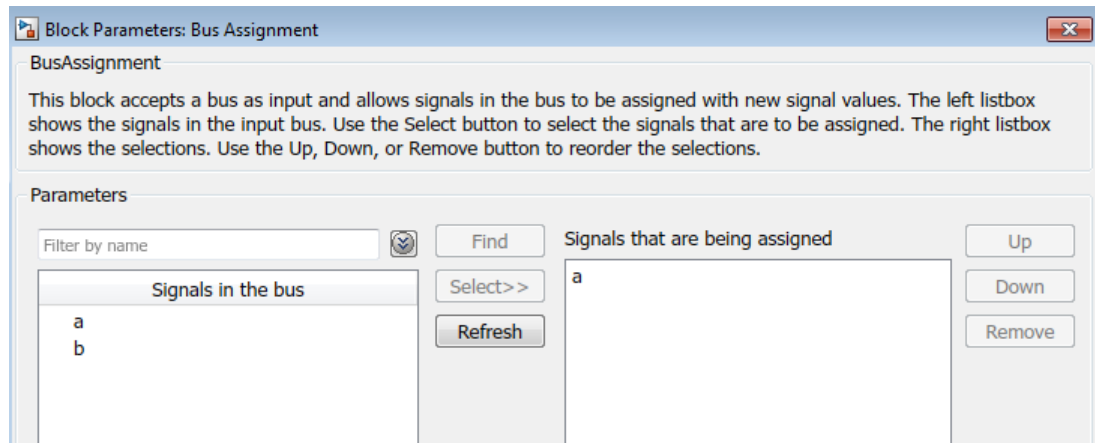 Block Parameters: Bus Assignment
BusAssignment
This block accepts a bus as input and allows signals in the bus to be assigned with new signal values. The left listbox
shows the signals in the input bus. Use the Select button to select the signals that are to be assigned. The right listbox
shows the selections. Use the Up, Down, or Remove button to reorder the selections.
Parameters
Filter by name
Find
Signals that are being assigned
Up
Signals in the bus
Select>>
a
Down
a
Refresh
Remove
b